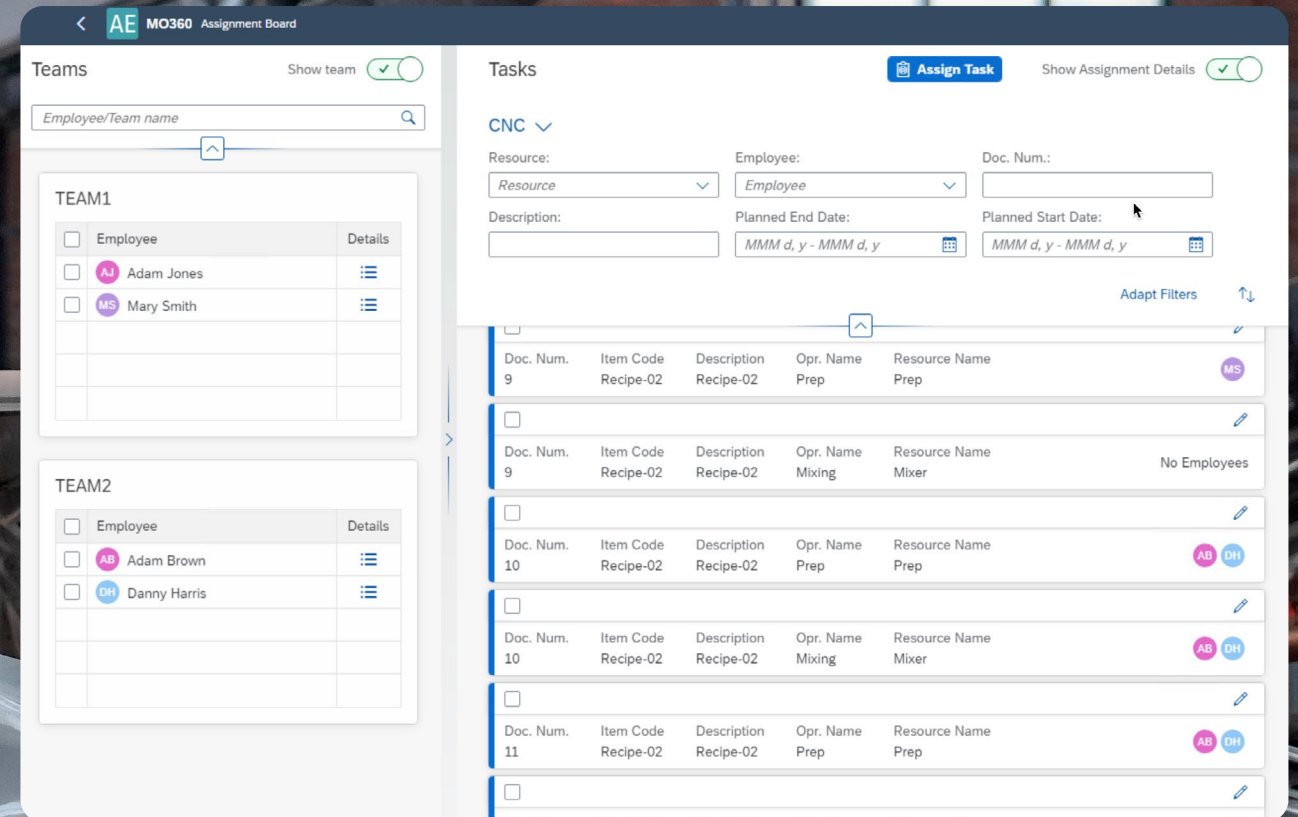 AE MO360 Assignment Board
Teams
Show team
Employee/Team name
TEAM1
Employee Details
AJ Adam Jones
MS Mary Smith
TEAM2
Employee Details
AB Adam Brown
DH Danny Harris
Tasks
Assign Task
Show Assignment Details
CNC
Resource: Employee: Doc. Num.:
Resource Employee
Description: Planned End Date: Planned Start Date:
MMM d, y - MMM d, y MMM d, y - MMM d, y
Adapt Filters
Doc. Num. Item Code Description Opr. Name Resource Name
9 Recipe-02 Recipe-02 Prep Prep
MS
Doc. Num. Item Code Description Opr. Name Resource Name
9 Recipe-02 Recipe-02 Mixing Mixer
No Employees
Doc. Num. Item Code Description Opr. Name Resource Name
10 Recipe-02 Recipe-02 Prep Prep
AB DH
Doc. Num. Item Code Description Opr. Name Resource Name
10 Recipe-02 Recipe-02 Mixing Mixer
AB DH
Doc. Num. Item Code Description Opr. Name Resource Name
11 Recipe-02 Recipe-02 Prep Prep
AB DH